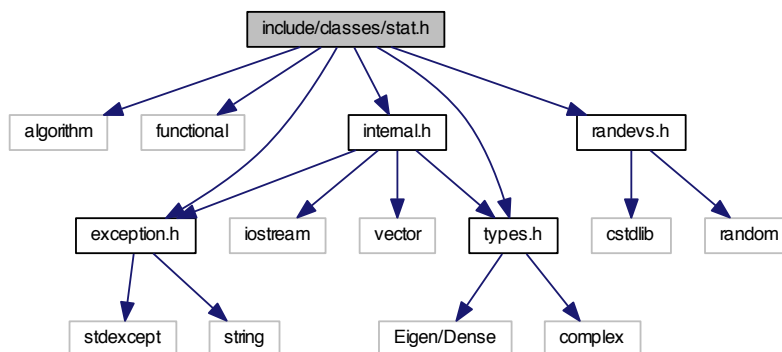 include/classes/stat.h
algorithm
functional
internal.h
randevs.h
exception.h
iostream
vector
types.h
cstdlib
random
stdexcept
string
Eigen/Dense
complex